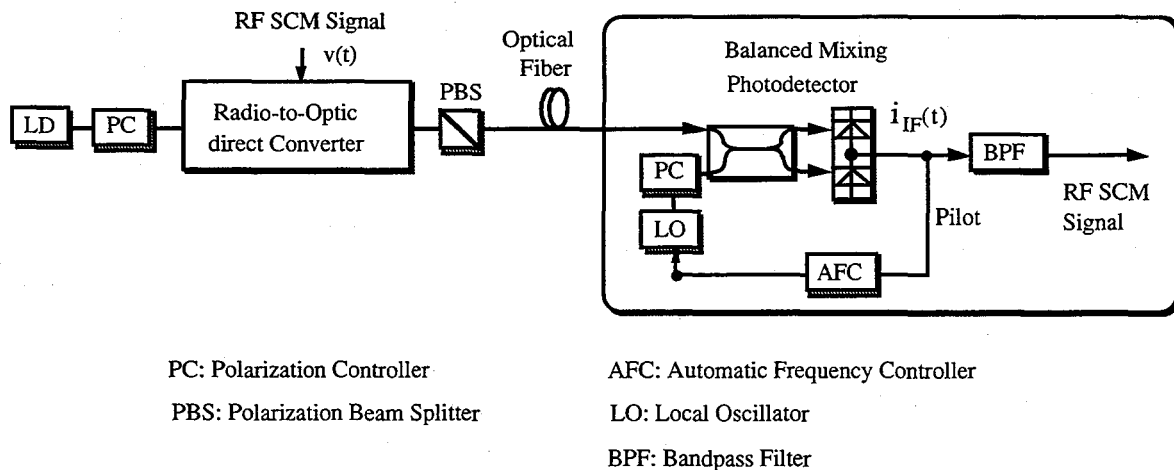 RF SCM Signal
v(t)
LD
PC
Radio-to-Optic
direct Converter
PBS
Optical
Fiber
Balanced Mixing
Photodetector
i_IF(t)
PC
LO
AFC
Pilot
BPF
RF SCM
Signal
PC: Polarization Controller
PBS: Polarization Beam Splitter
AFC: Automatic Frequency Controller
LO: Local Oscillator
BPF: Bandpass Filter